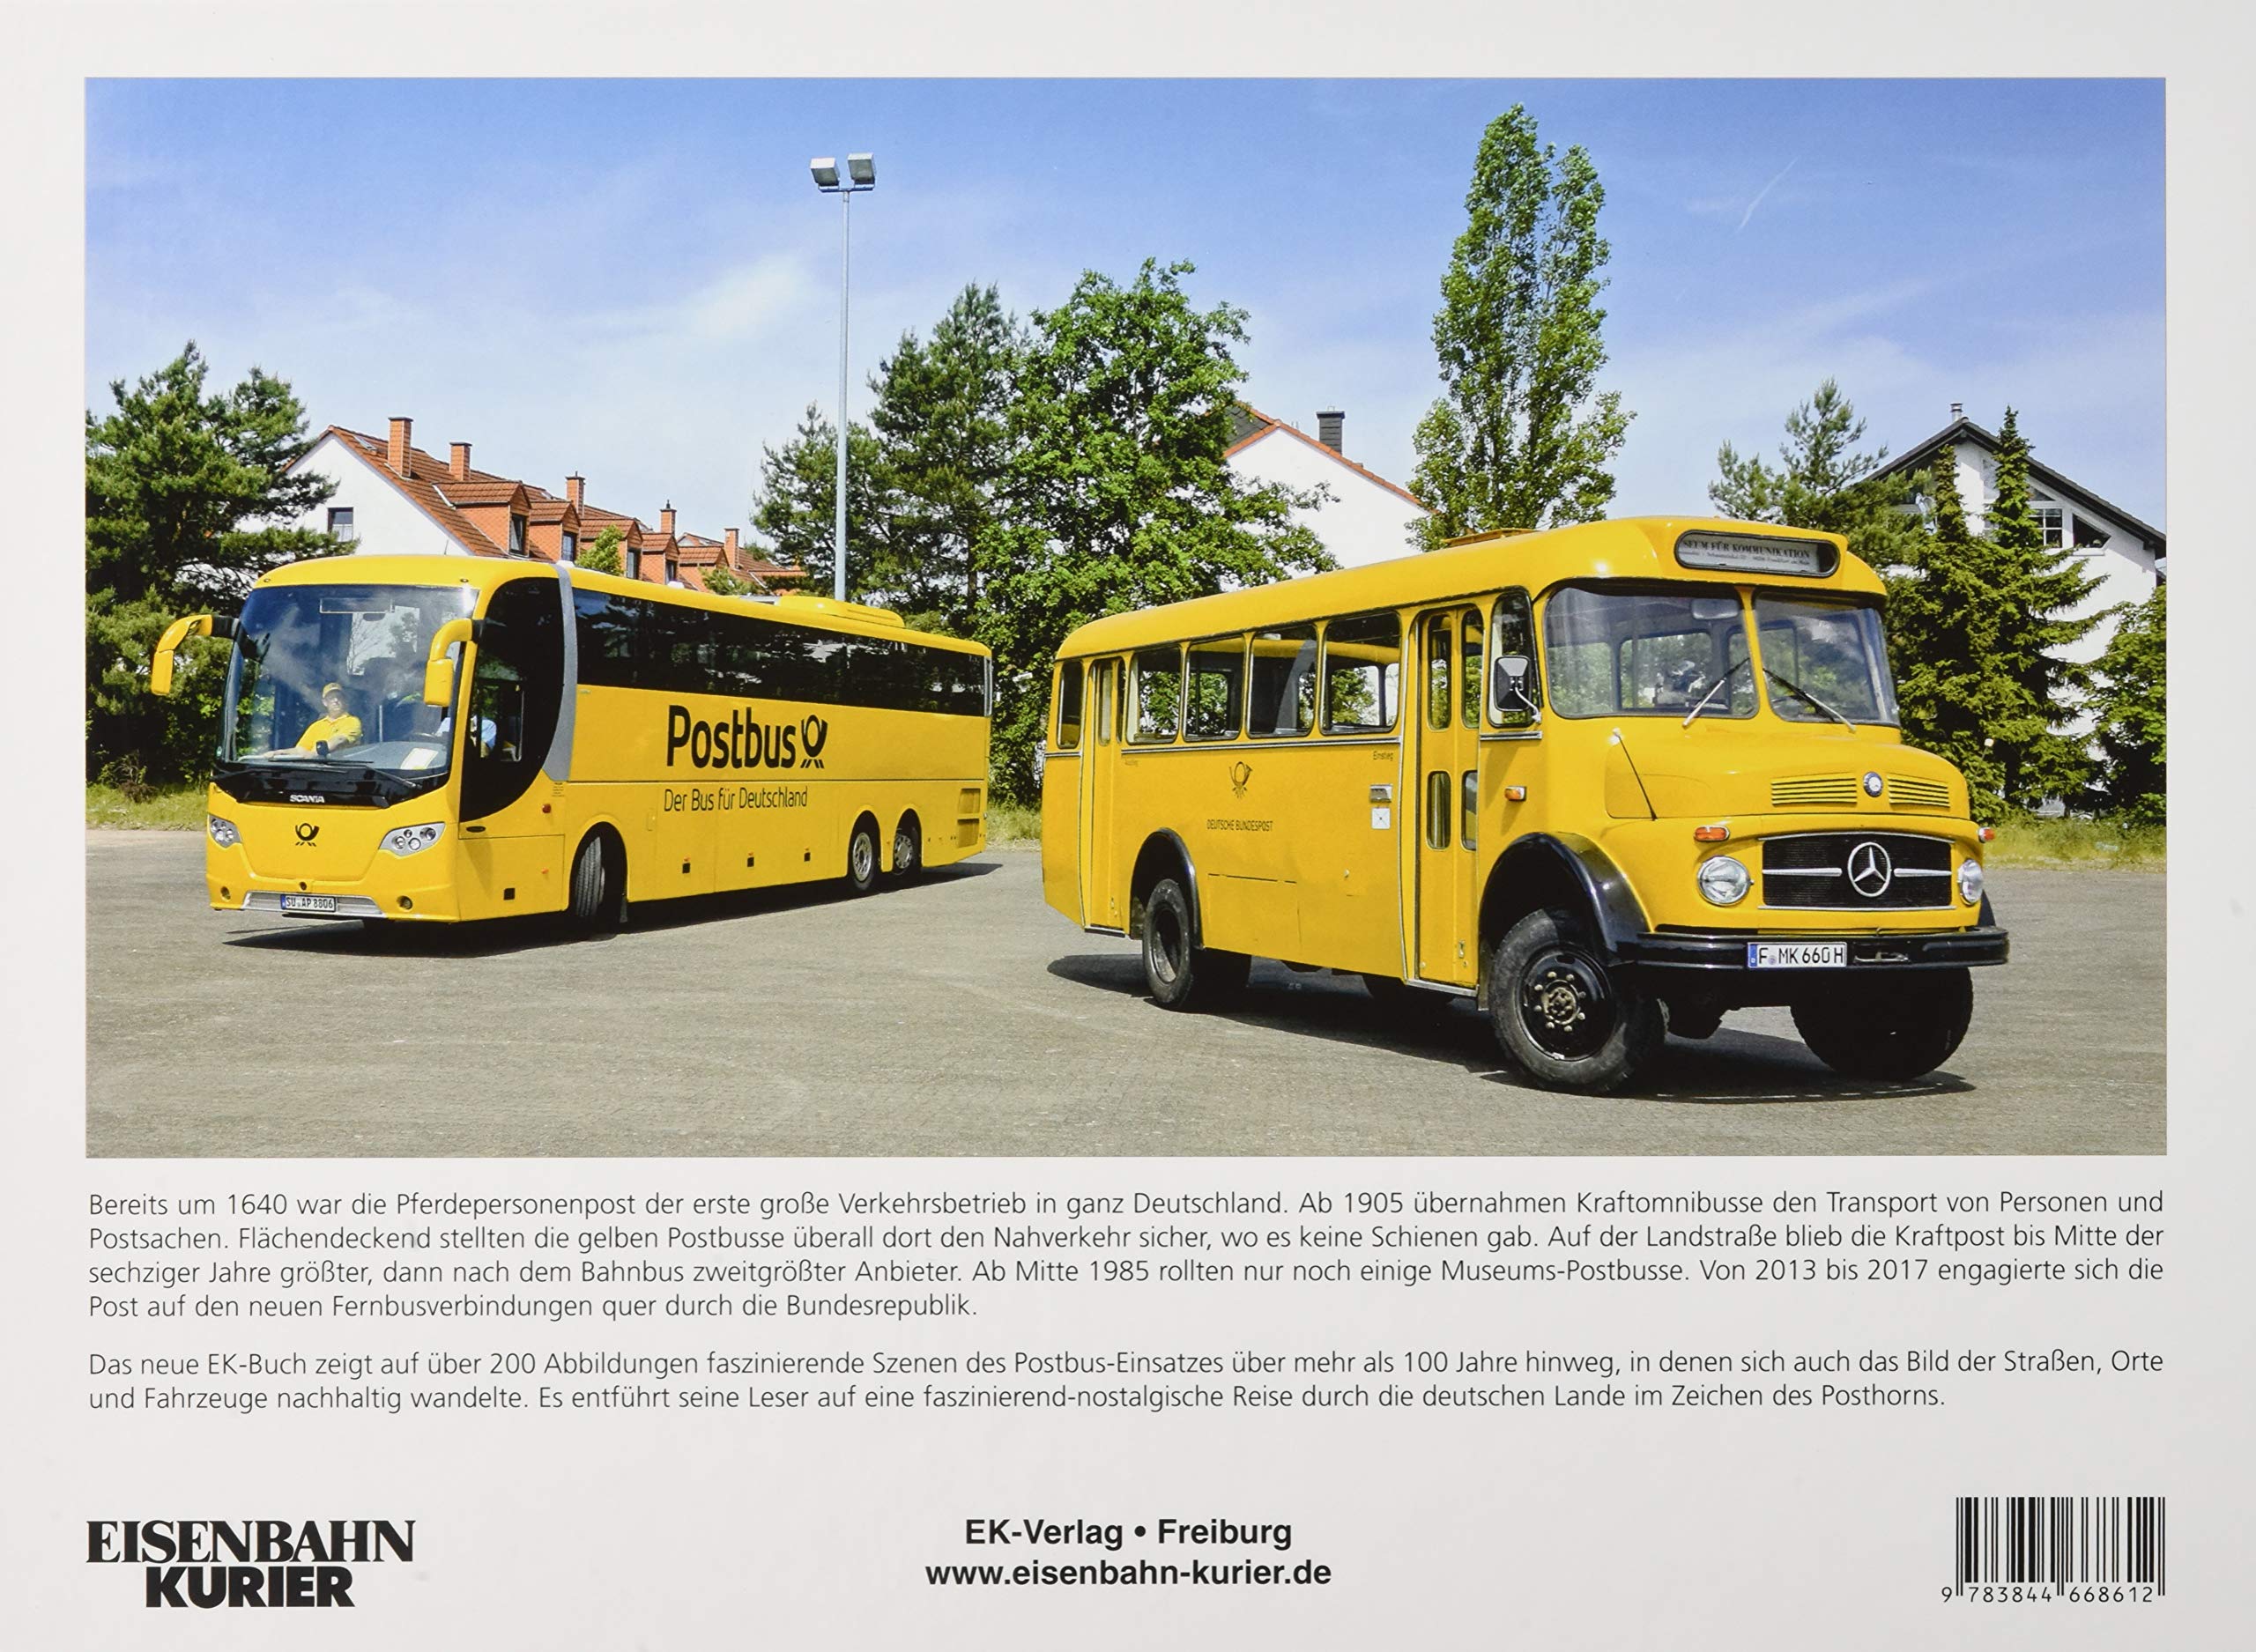 SEUM FÜR KOMMUNIKATION
Postbus
Der Bus für Deutschland
SCANIA
SU AP 8806
Einstieg
DEUTSCHE BUNDESPOST
F MK 660 H
Bereits um 1640 war die Pferdepersonenpost der erste große Verkehrsbetrieb in ganz Deutschland. Ab 1905 übernahmen Kraftomnibusse den Transport von Personen und
Postsachen. Flächendeckend stellten die gelben Postbusse überall dort den Nahverkehr sicher, wo es keine Schienen gab. Auf der Landstraße blieb die Kraftpost bis Mitte der
sechziger Jahre größter, dann nach dem Bahnbus zweitgrößter Anbieter. Ab Mitte 1985 rollten nur noch einige Museums-Postbusse. Von 2013 bis 2017 engagierte sich die
Post auf den neuen Fernbusverbindungen quer durch die Bundesrepublik.
Das neue EK-Buch zeigt auf über 200 Abbildungen faszinierende Szenen des Postbus-Einsatzes über mehr als 100 Jahre hinweg, in denen sich auch das Bild der Straßen, Orte
und Fahrzeuge nachhaltig wandelte. Es entführt seine Leser auf eine faszinierend-nostalgische Reise durch die deutschen Lande im Zeichen des Posthorns.
EISENBAHN
KURIER
EK-Verlag • Freiburg
www.eisenbahn-kurier.de
9 783844 668612